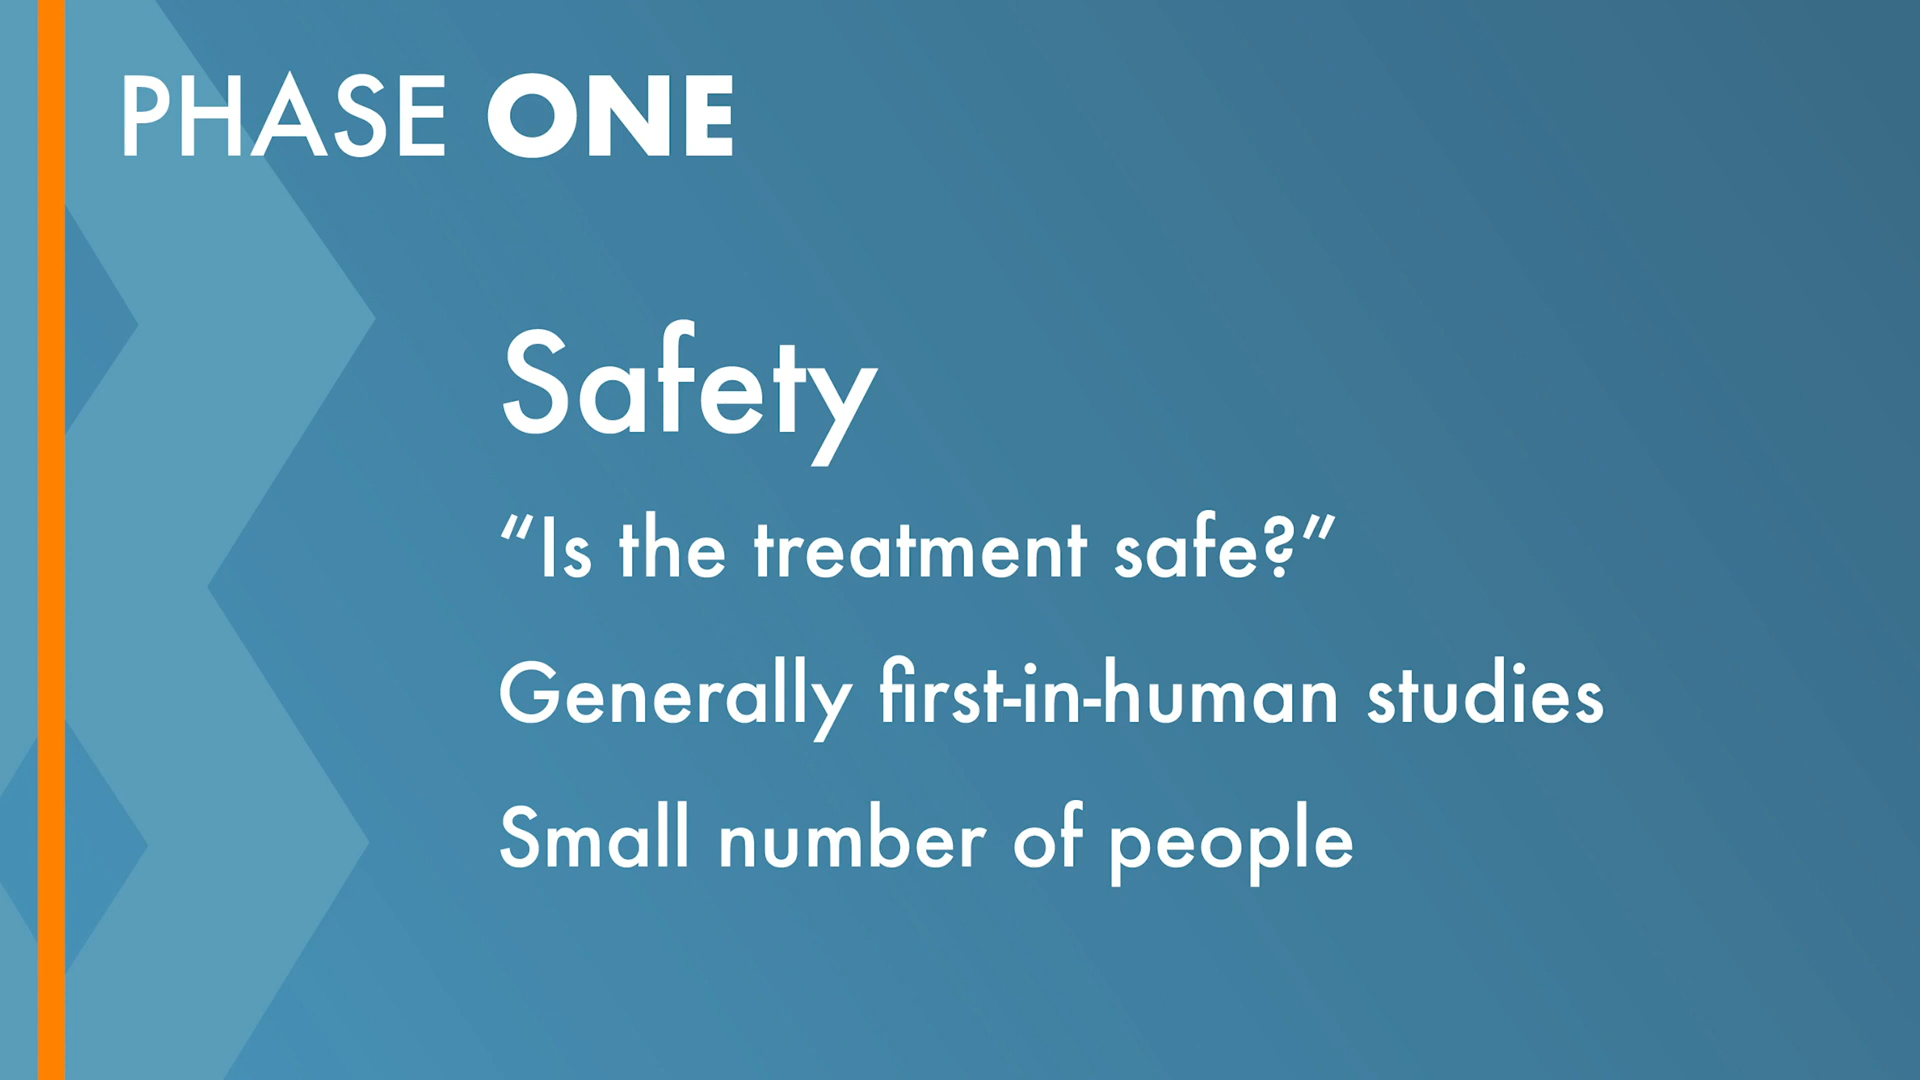 PHASE ONE
Safety
“Is the treatment safe?”
Generally first-in-human studies
Small number of people